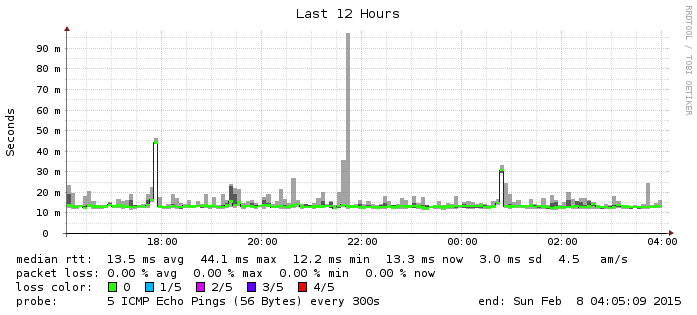 Last 12 Hours
RRDTOOL / TOBI OETIKER
Seconds
90 m
80 m
70 m
60 m
50 m
40 m
30 m
20 m
10 m
0
18:00 20:00 22:00 00:00 02:00 04:00
median rtt: 13.5 ms avg 44.1 ms max 12.2 ms min 13.3 ms now 3.0 ms sd 4.5 am/s
packet loss: 0.00 % avg 0.00 % max 0.00 % min 0.00 % now
loss color: 0 1/5 2/5 3/5 4/5
probe: 5 ICMP Echo Pings (56 Bytes) every 300s end: Sun Feb 8 04:05:09 2015